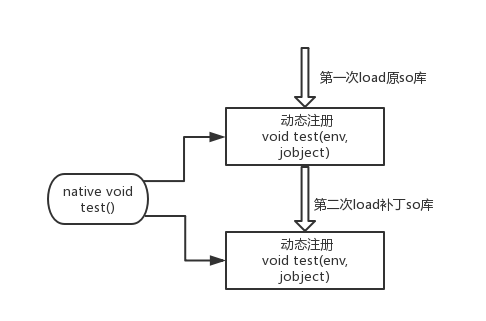 第一次load原so库
动态注册
void test(env,
jobject)
native void
test()
第二次load补丁so库
动态注册
void test(env,
jobject)